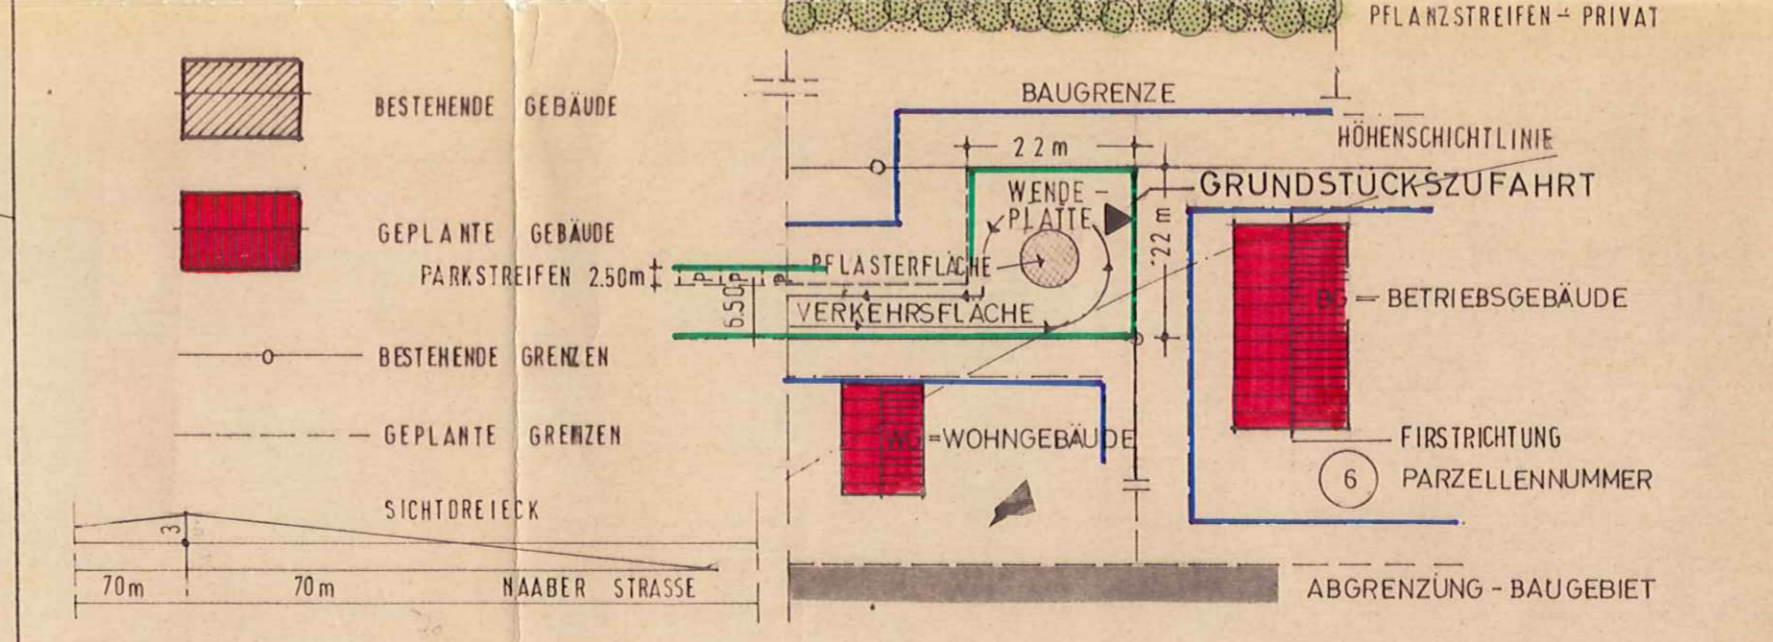 PFLANZSTREIFEN - PRIVAT
BESTEHENDE GEBÄUDE
BAUGRENZE
HÖHENSCHICHTLINIE
22 m
WENDE-
PLATTE
GRUNDSTÜCKSZUFAHRT
22 m
GEPLANTE GEBÄUDE
PARKSTREIFEN 2.50m
P P P
PFLASTERFLÄCHE
6.50
VERKEHRSFLÄCHE
BG = BETRIEBSGEBÄUDE
BESTEHENDE GRENZEN
GEPLANTE GRENZEN
WG = WOHNGEBÄUDE
FIRSTRICHTUNG
6 PARZELLENNUMMER
SICHTDREIECK
3
70m 70m NAABER STRASSE
ABGRENZUNG - BAUGEBIET